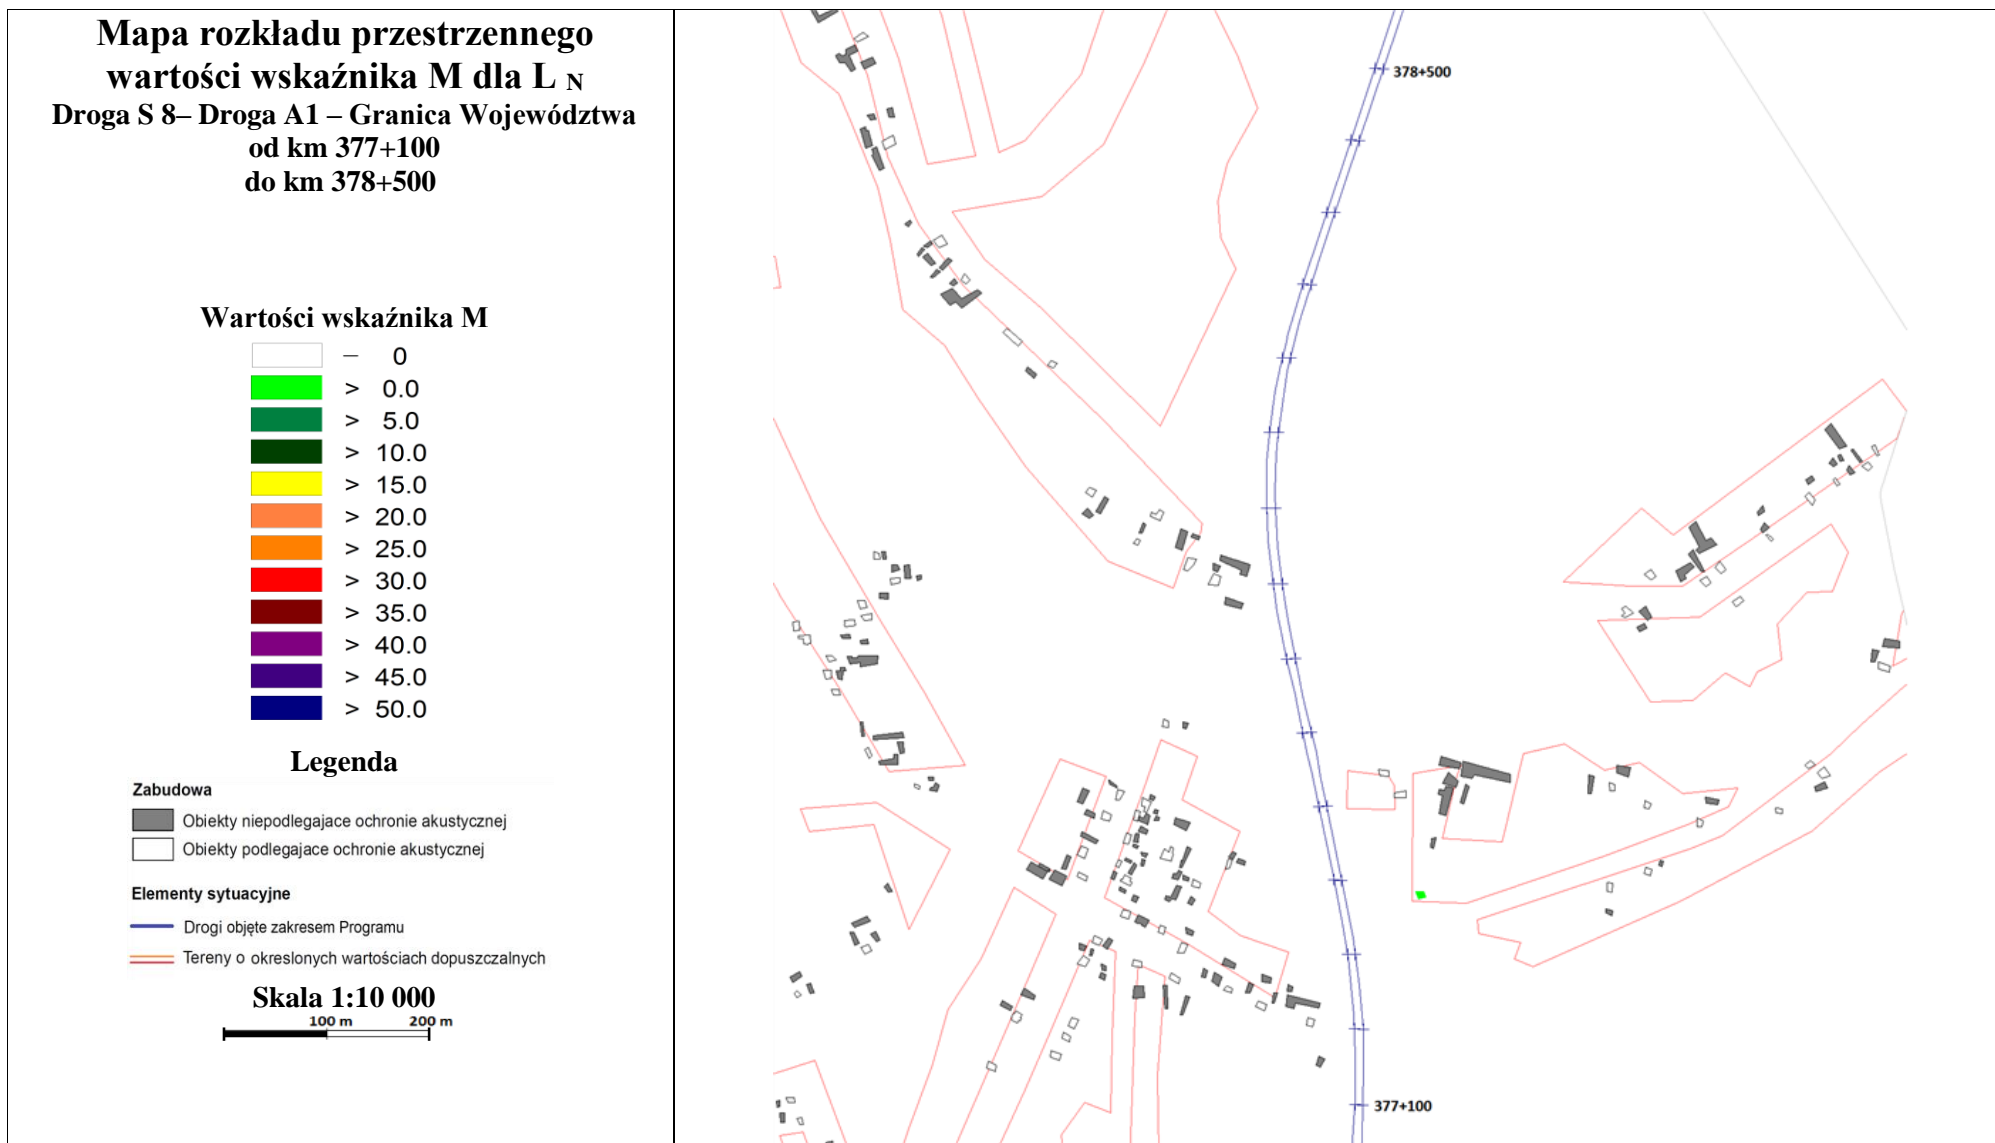 Mapa rozkładu przestrzennego
wartości wskaźnika M dla L N
Droga S 8– Droga A1 – Granica Województwa
od km 377+100
do km 378+500
Wartości wskaźnika M
– 0
> 0.0
> 5.0
> 10.0
> 15.0
> 20.0
> 25.0
> 30.0
> 35.0
> 40.0
> 45.0
> 50.0
Legenda
Zabudowa
Obiekty niepodlegajace ochronie akustycznej
Obiekty podlegajace ochronie akustycznej
Elementy sytuacyjne
Drogi objęte zakresem Programu
Tereny o okreslonych wartościach dopuszczalnych
Skala 1:10 000
100 m 200 m
378+500
377+100